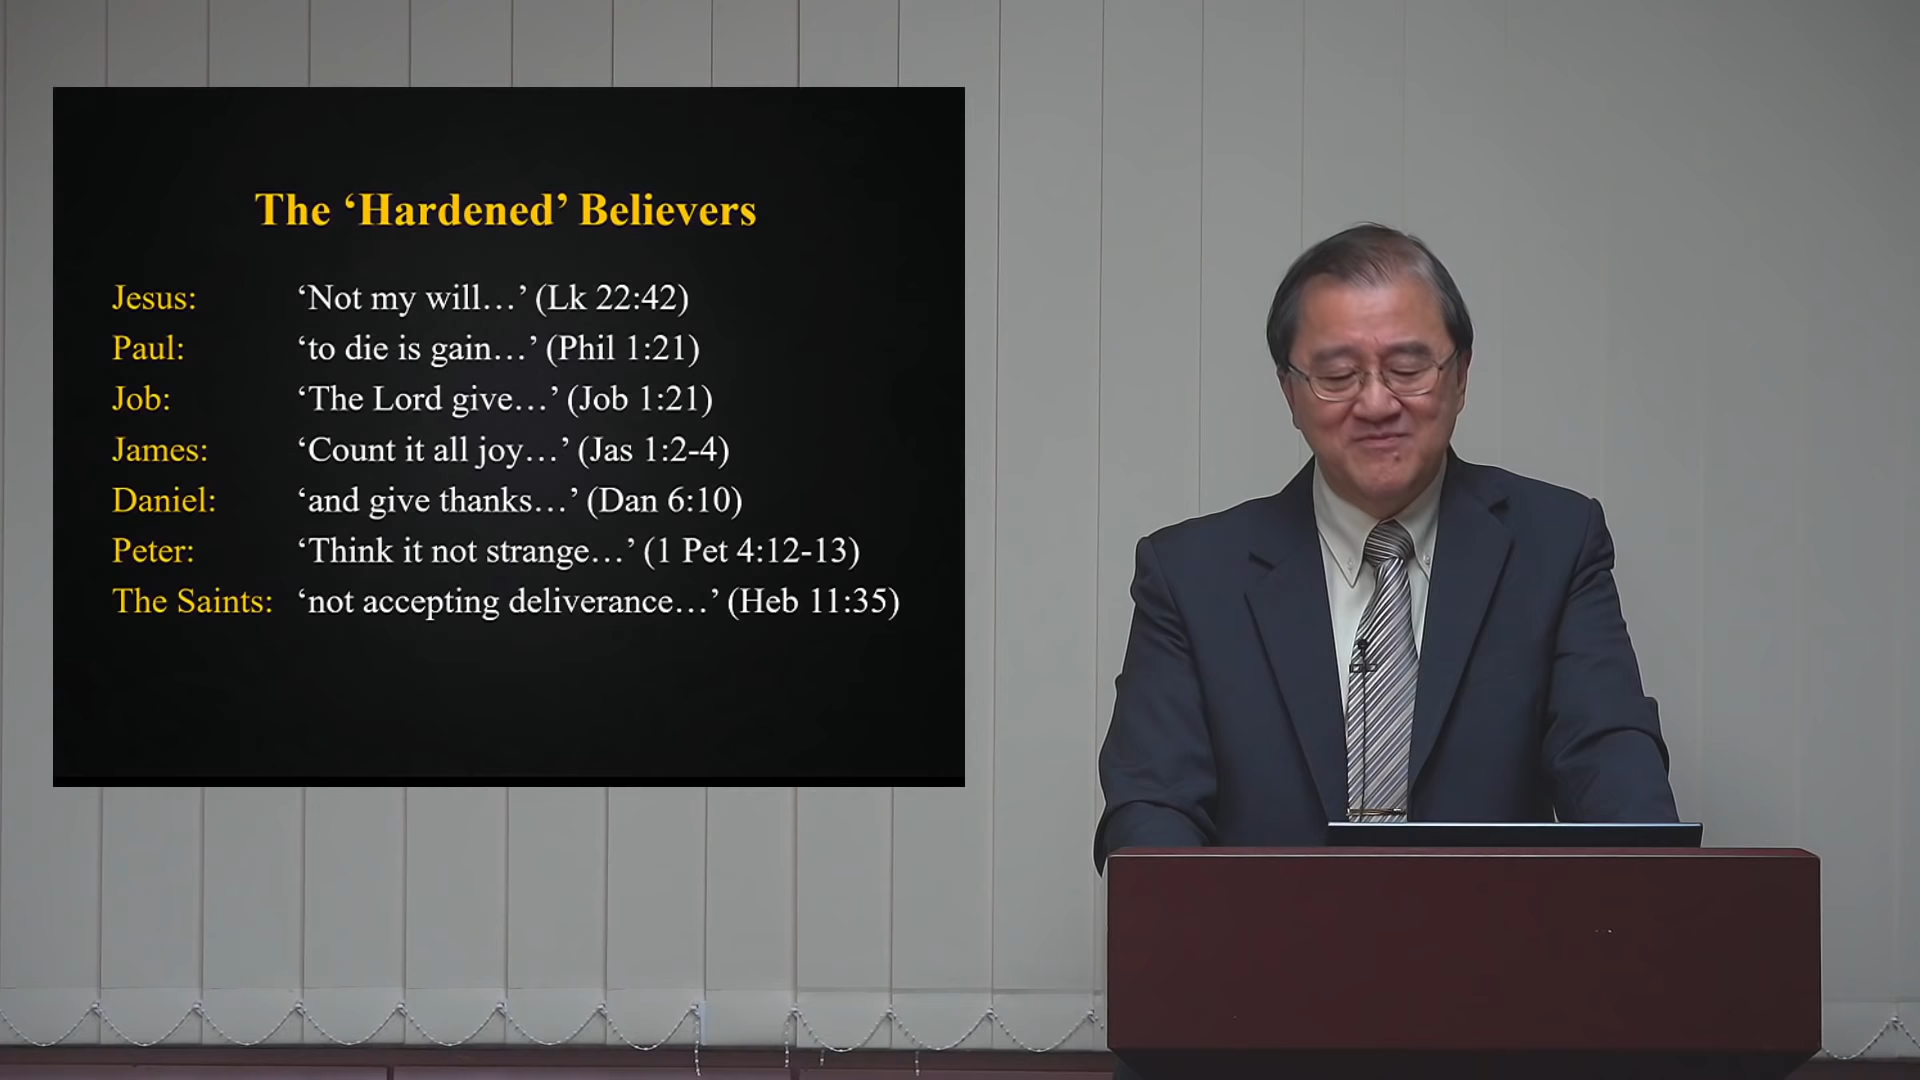 The ‘Hardened’ Believers
Jesus: ‘Not my will…’ (Lk 22:42)
Paul: ‘to die is gain…’ (Phil 1:21)
Job: ‘The Lord give…’ (Job 1:21)
James: ‘Count it all joy…’ (Jas 1:2-4)
Daniel: ‘and give thanks…’ (Dan 6:10)
Peter: ‘Think it not strange…’ (1 Pet 4:12-13)
The Saints: ‘not accepting deliverance…’ (Heb 11:35)